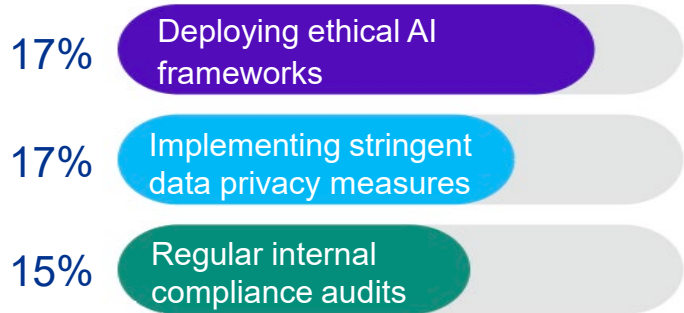 17%
Deploying ethical AI
frameworks
17%
Implementing stringent
data privacy measures
15%
Regular internal
compliance audits